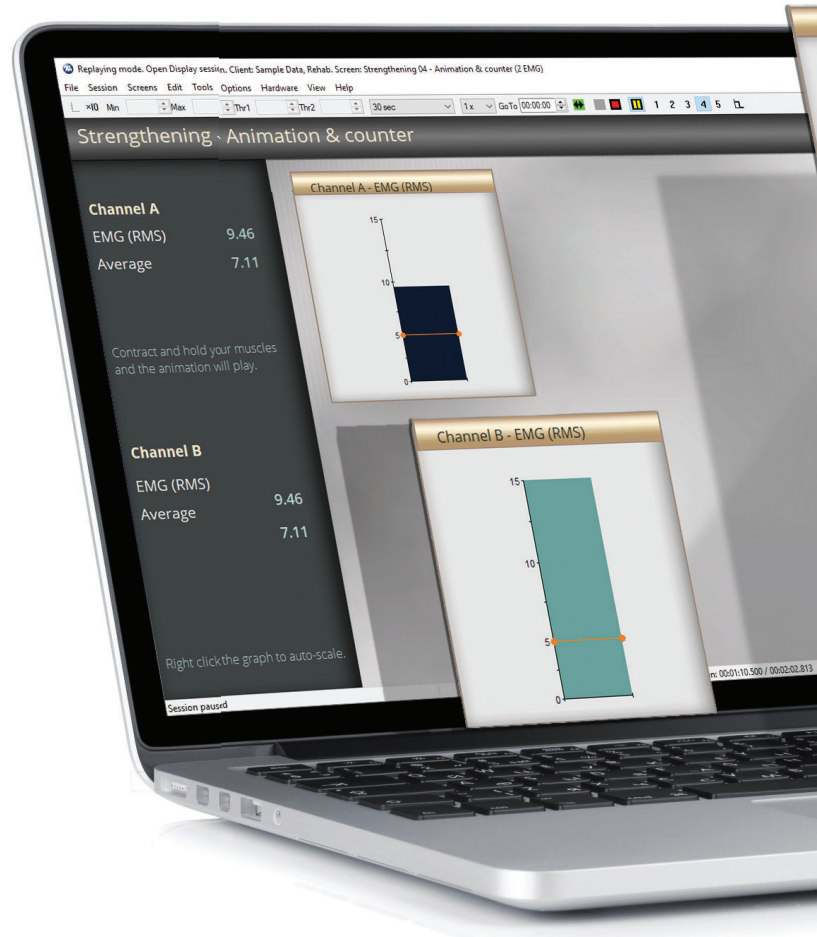 Replaying mode. Open Display session. Client: Sample Data, Rehab. Screen: Strengthening 04 - Animation & counter (2 EMG)
File Session Screens Edit Tools Options Hardware View Help
×10 Min Max Thr1 Thr2 30 sec 1 x GoTo 00:00:00 1 2 3 4 5
Strengthening - Animation & counter
Channel A
EMG (RMS) 9.46
Average 7.11
Contract and hold your muscles
and the animation will play.
Channel A - EMG (RMS)
15
10
5
0
Channel B
EMG (RMS)
9.46
Average
7.11
Right click the graph to auto-scale.
Channel B - EMG (RMS)
15
10
5
0
Session paused
n: 00:01:10.500 / 00:02:02.813